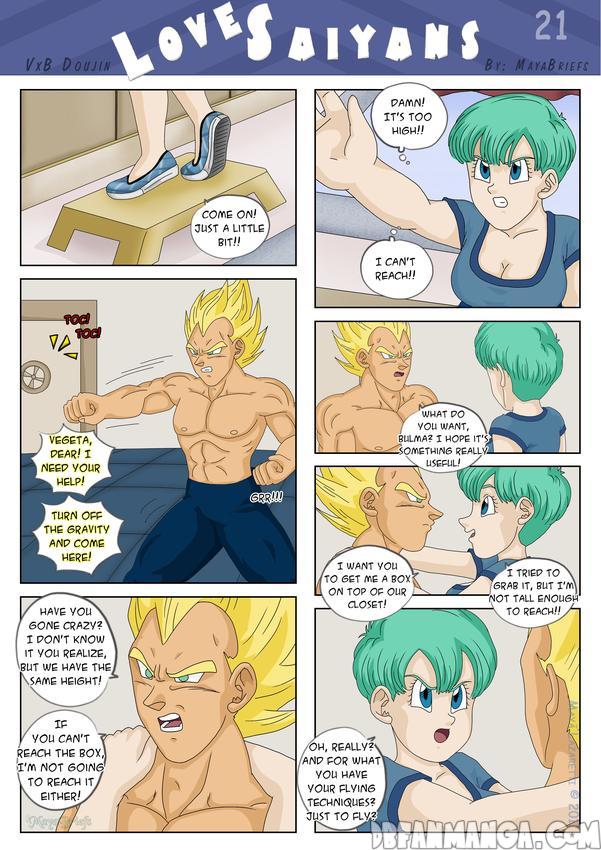 LOVE SAIYANS
21
VXB DOUJIN
BY: MAYABRIEFS
COME ON!
JUST A LITTLE
BIT!!
DAMN!
IT'S TOO
HIGH!!
I CAN'T
REACH!!
TOC!
TOC!
VEGETA,
DEAR! I
NEED YOUR
HELP!
TURN OFF
THE GRAVITY
AND COME
HERE!
GRR!!!
WHAT DO
YOU WANT,
BULMA? I HOPE IT'S
SOMETHING REALLY
USEFUL!
I WANT YOU
TO GET ME A BOX
ON TOP OF OUR
CLOSET!
I TRIED TO
GRAB IT, BUT I'M
NOT TALL ENOUGH
TO REACH!!
HAVE YOU
GONE CRAZY?
I DON'T KNOW
IT YOU REALIZE,
BUT WE HAVE THE
SAME HEIGHT!
IF
YOU CAN'T
REACH THE BOX,
I'M NOT GOING
TO REACH IT
EITHER!
OH, REALLY?
AND FOR WHAT
YOU HAVE
YOUR FLYING
TECHNIQUES?
JUST TO FLY?
MayaBriefs
DBFANMANGA.COM